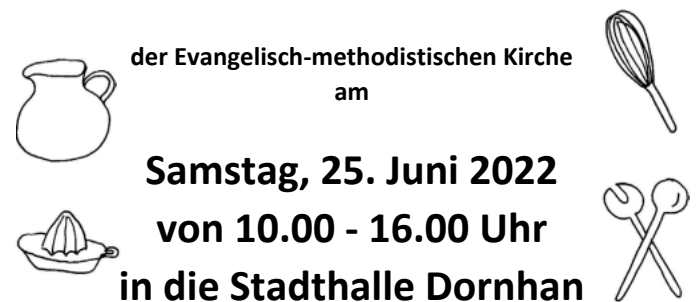 der Evangelisch-methodistischen Kirche
am
Samstag, 25. Juni 2022
von 10.00 - 16.00 Uhr
in die Stadthalle Dornhan